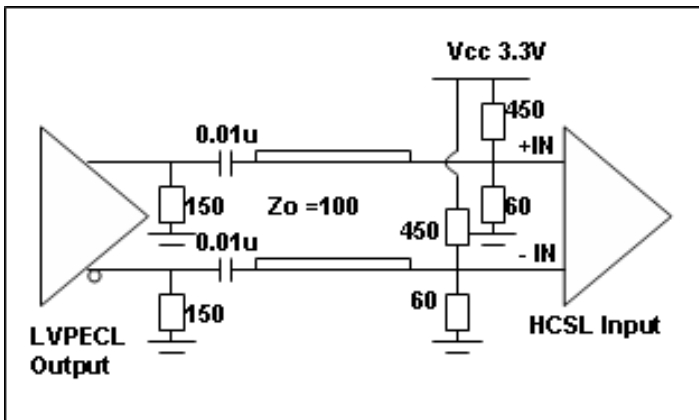 Vcc 3.3V
450
0.01u
+IN
150
Zo =100
60
450
0.01u
- IN
150
60
LVPECL
Output
HCSL Input